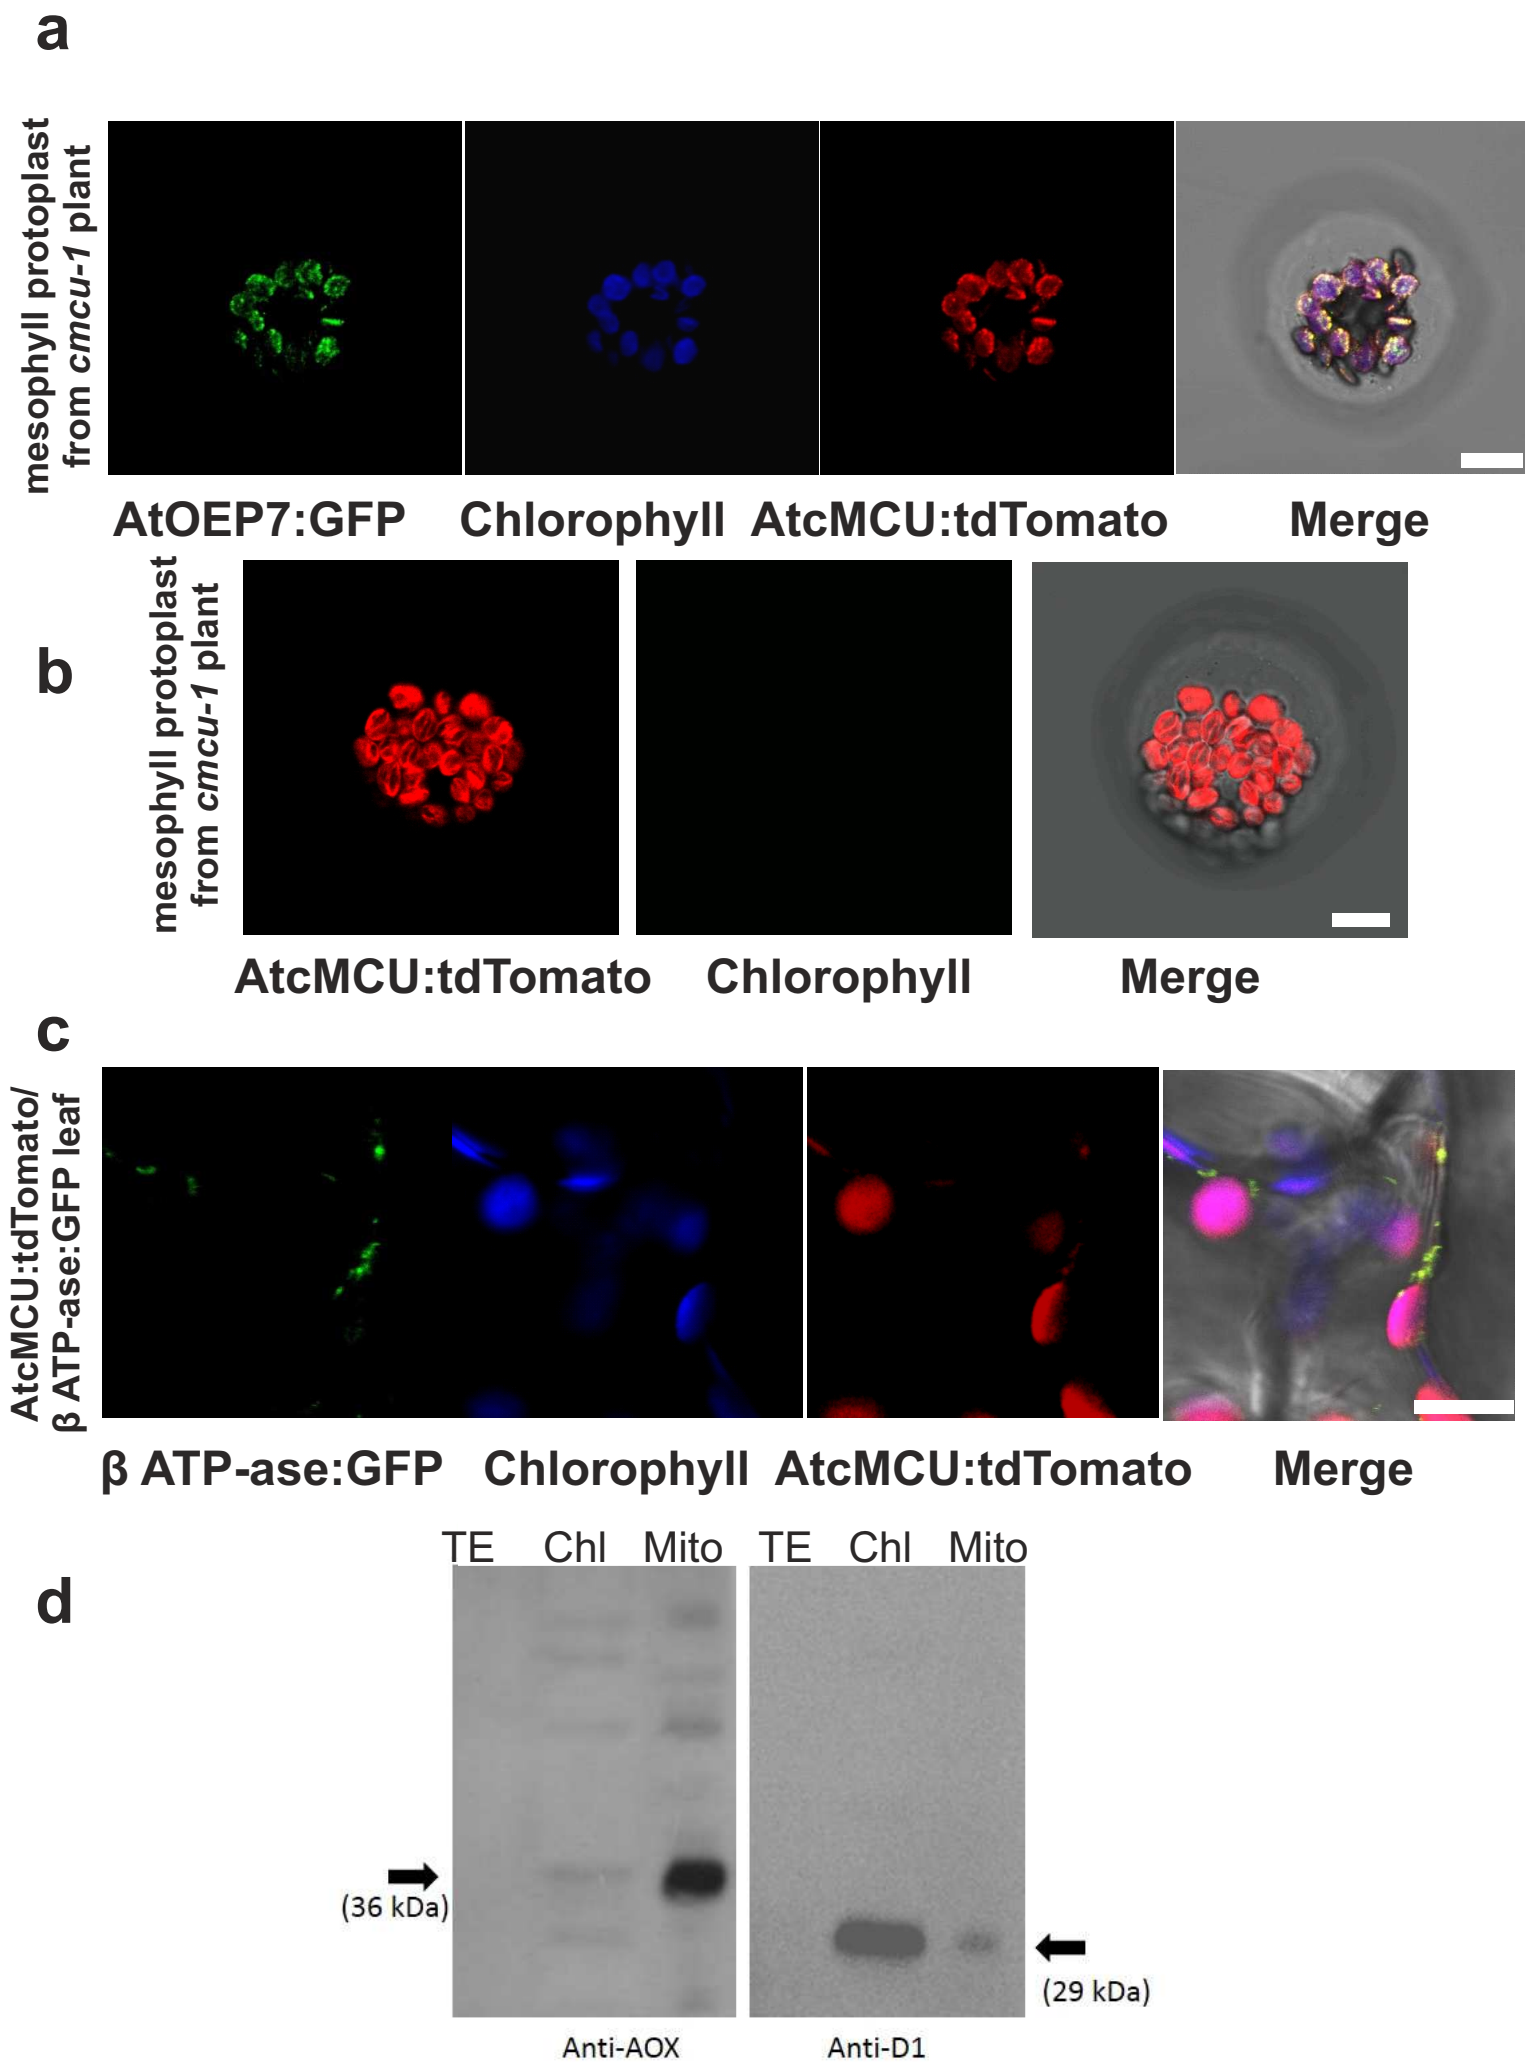 a
mesophyll protoplast
from cmcu-1 plant
AtOEP7:GFP Chlorophyll AtcMCU:tdTomato Merge
b
mesophyll protoplast
from cmcu-1 plant
AtcMCU:tdTomato Chlorophyll Merge
c
AtcMCU:tdTomato/
β ATP-ase:GFP leaf
β ATP-ase:GFP Chlorophyll AtcMCU:tdTomato Merge
d
TE Chl Mito TE Chl Mito
(36 kDa)
(29 kDa)
Anti-AOX Anti-D1